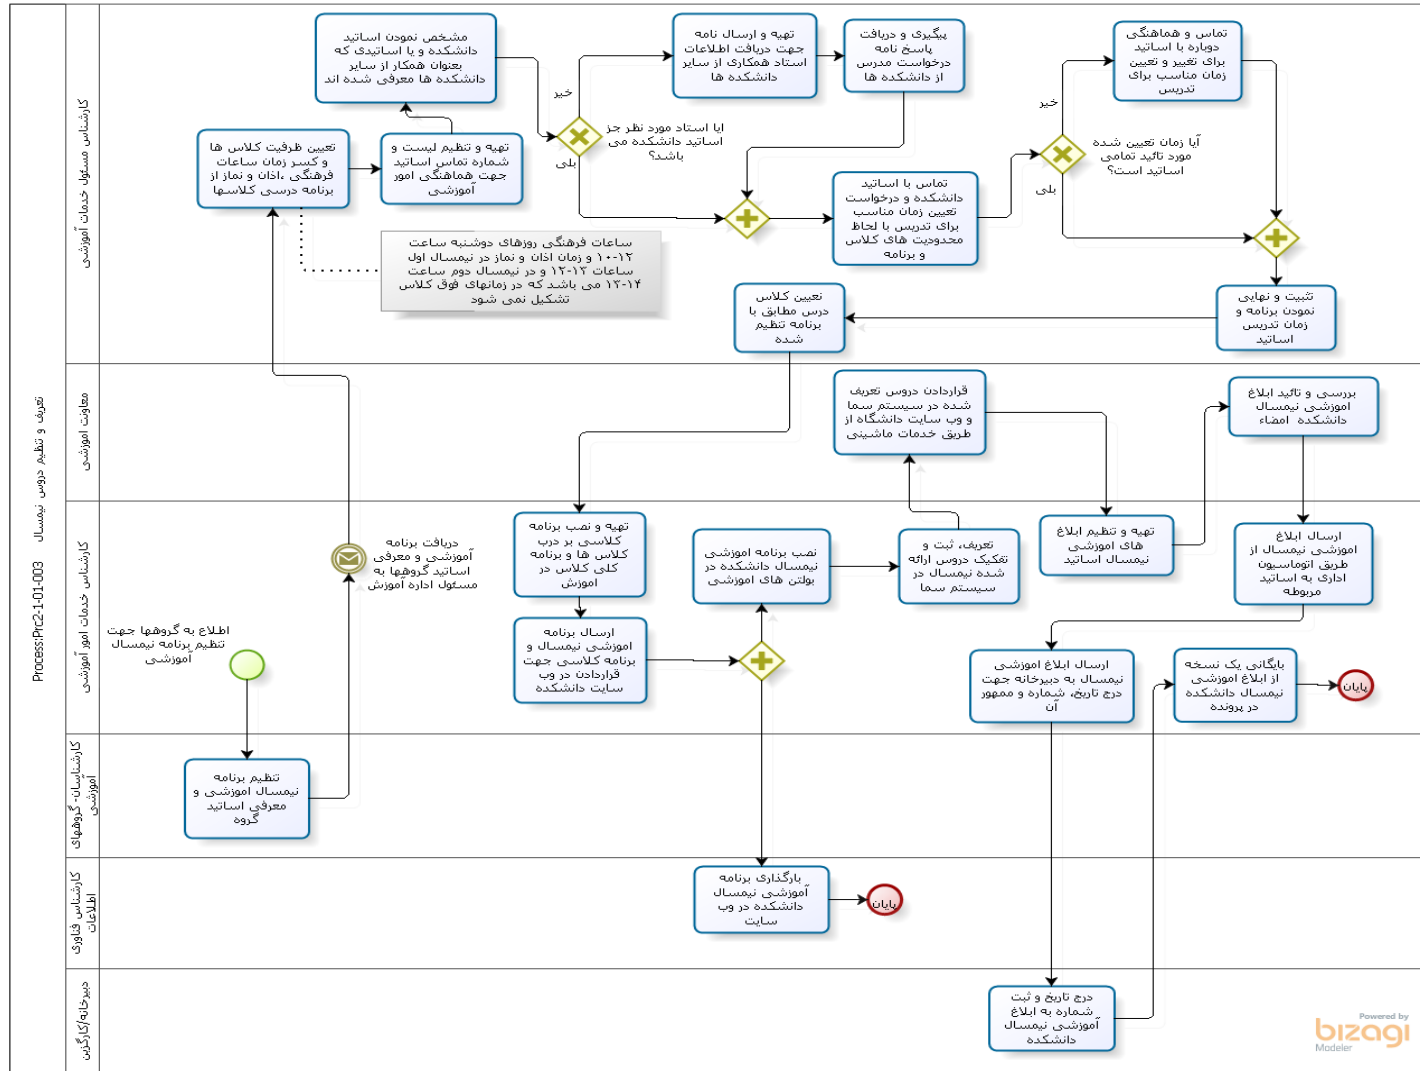 Process:Prc2-1-01-003 تعریف و تنظیم دروس نیمسال
کارشناس مسئول خدمات آموزشی
مشخص نمودن اساتید
دانشکده و یا اساتیدی که
بعنوان همکار از سایر
دانشکده ها معرفی شده اند
تهیه و ارسال نامه
جهت دریافت اطلاعات
استاد همکاری از سایر
دانشکده ها
پیگیری و دریافت
پاسخ نامه
درخواست مدرس
از دانشکده ها
تماس و هماهنگی
دوباره با اساتید
برای تغییر و تعیین
زمان مناسب برای
تدریس
خیر
خیر
تعیین ظرفیت کلاس ها
و کسر زمان ساعات
فرهنگی ،اذان و نماز از
برنامه درسی کلاسها
تهیه و تنظیم لیست و
شماره تماس اساتید
جهت هماهنگی امور
آموزشی
ایا استاد مورد نظر جز
اساتید دانشکده می
باشد؟
بلی
آیا زمان تعیین شده
مورد تائید تمامی
اساتید است؟
بلی
تماس با اساتید
دانشکده و درخواست
تعیین زمان مناسب
برای تدریس با لحاظ
محدودیت های کلاس
و برنامه
ساعات فرهنگی روزهای دوشنبه ساعت
۱۰-۱۲ و زمان اذان و نماز در نیمسال اول
ساعات ۱۲-۱۳ و در نیمسال دوم ساعت
۱۳-۱۴ می باشد که در زمانهای فوق کلاس
تشکیل نمی شود
تعیین کلاس
درس مطابق با
برنامه تنظیم
شده
تثبیت و نهایی
نمودن برنامه و
زمان تدریس
اساتید
معاونت اموزشی
قراردادن دروس تعریف
شده در سیستم سما
و وب سایت دانشگاه از
طریق خدمات ماشینی
بررسی و تائید ابلاغ
اموزشی نیمسال
دانشکده امضاء
کارشناس خدمات امور آموزشی
دریافت برنامه
آموزشی و معرفی
اساتید گروهها به
مسئول اداره آموزش
تهیه و نصب برنامه
کلاسی بر درب
کلاس ها و برنامه
کلی کلاس در
اموزش
نصب برنامه اموزشی
نیمسال دانشکده در
بولتن های اموزشی
تعریف، ثبت و
تفکیک دروس ارائه
شده نیمسال در
سیستم سما
تهیه و تنظیم ابلاغ
های اموزشی
نیمسال اساتید
ارسال ابلاغ
اموزشی نیمسال از
طریق اتوماسیون
اداری به اساتید
مربوطه
اطلاع به گروهها جهت
تنظیم برنامه نیمسال
آموزشی
ارسال برنامه
اموزشی نیمسال و
برنامه کلاسی جهت
قراردادن در وب
سایت دانشکده
ارسال ابلاغ اموزشی
نیمسال به دبیرخانه جهت
درج تاریخ، شماره و ممهور
آن
بایگانی یک نسخه
از ابلاغ اموزشی
نیمسال دانشکده
در پرونده
پایان
کارشناسان- گروههای
آموزشی
تنظیم برنامه
نیمسال اموزشی و
معرفی اساتید
گروه
کارشناس فناوری
اطلاعات
بارگذاری برنامه
آموزشی نیمسال
دانشکده در وب
سایت
پایان
دبیرخانه/کارگزین
درج تاریخ و ثبت
شماره به ابلاغ
آموزشی نیمسال
دانشکده
Powered by
bizagi
Modeler